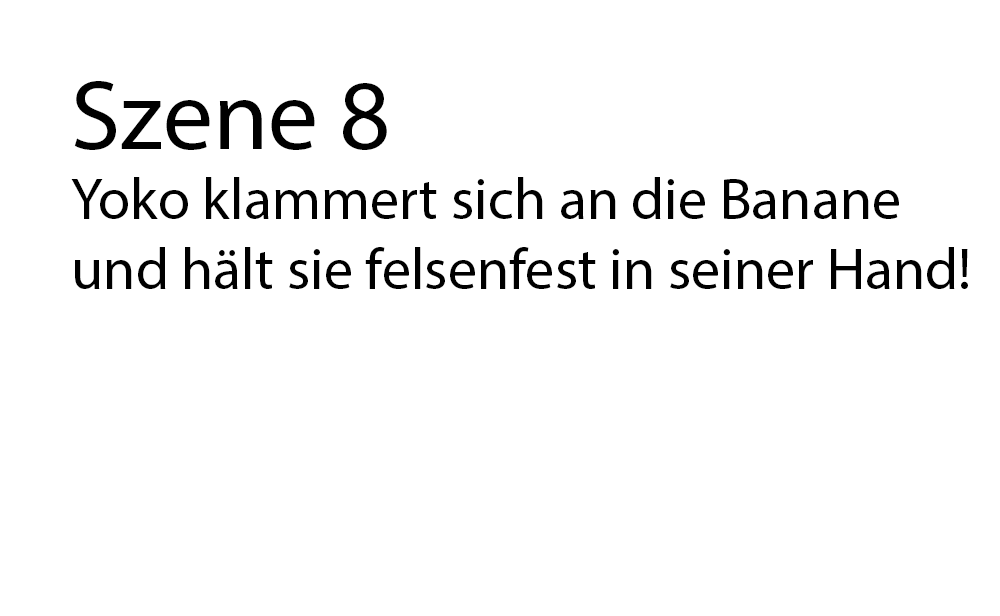 Szene 8
Yoko klammert sich an die Banane
und hält sie felsenfest in seiner Hand!